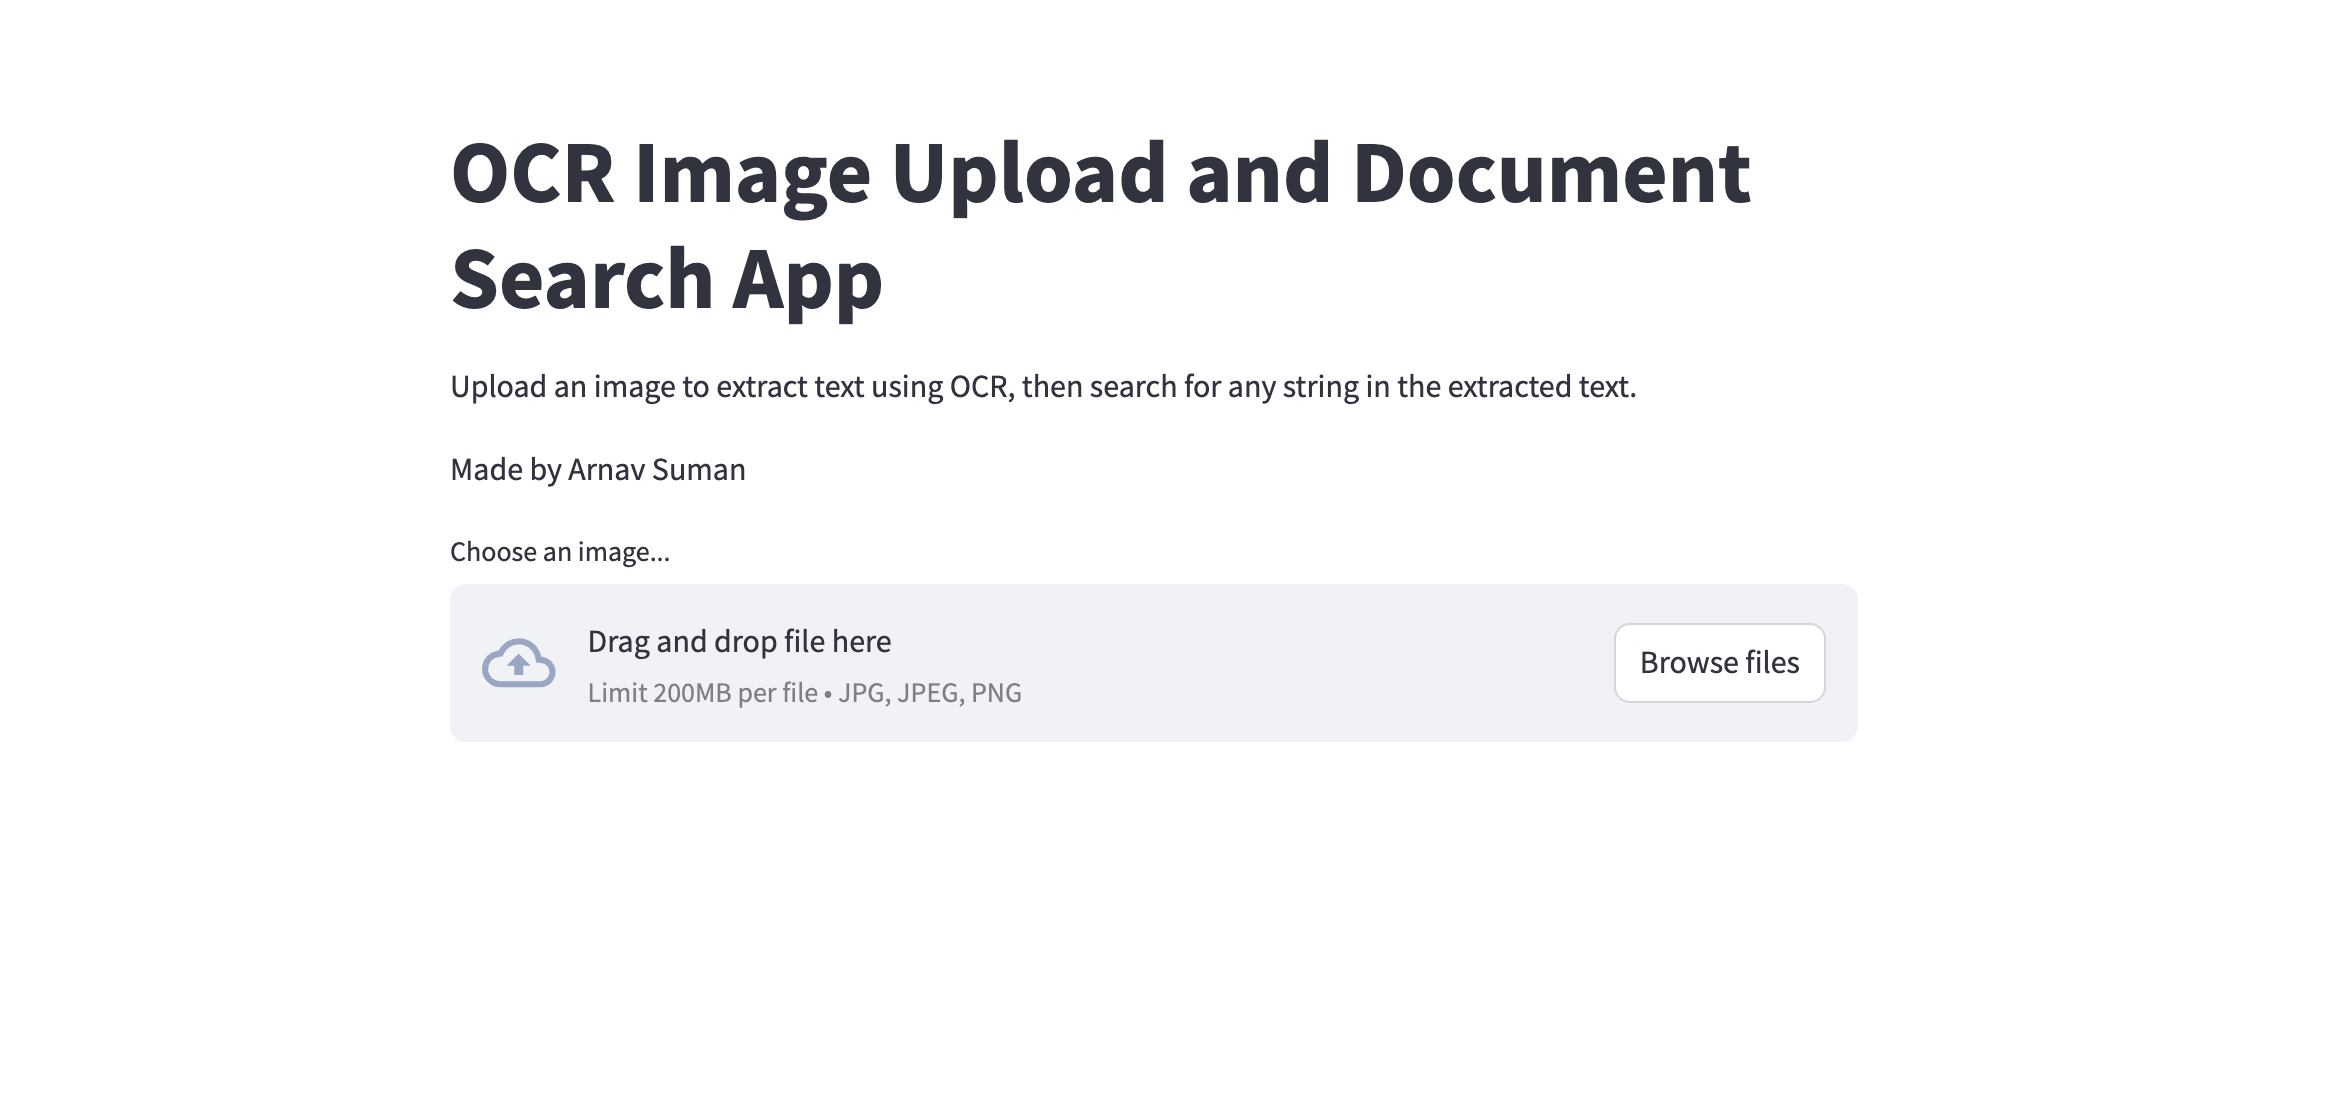 OCR Image Upload and Document
Search App
Upload an image to extract text using OCR, then search for any string in the extracted text.
Made by Arnav Suman
Choose an image...
Drag and drop file here
Limit 200MB per file • JPG, JPEG, PNG
Browse files